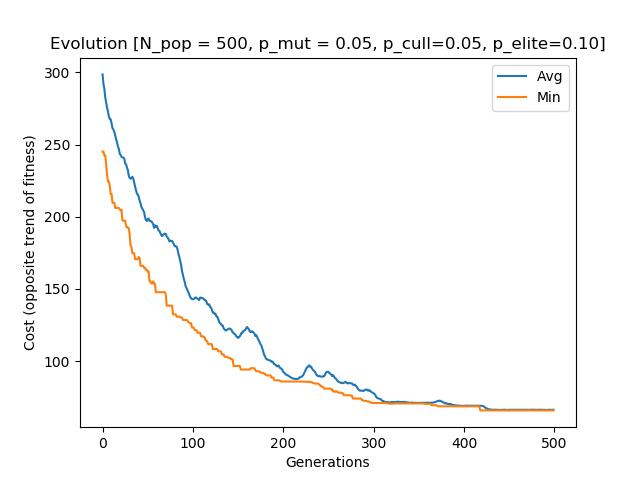 Evolution [N_pop = 500, p_mut = 0.05, p_cull=0.05, p_elite=0.10]
300
250
200
150
100
Cost (opposite trend of fitness)
Avg
Min
0 100 200 300 400 500
Generations